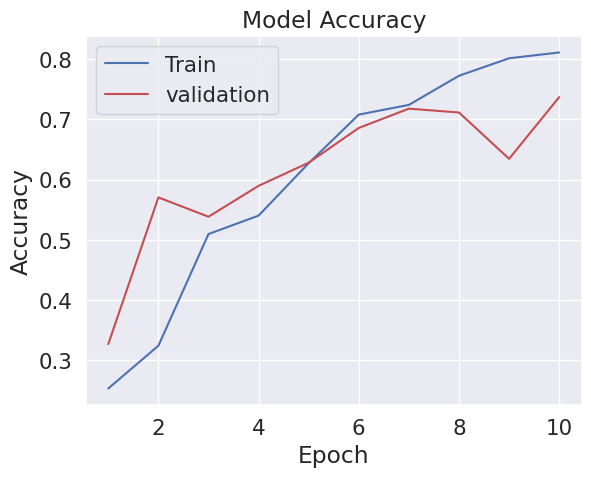 Model Accuracy
Train
validation
Accuracy
0.8
0.7
0.6
0.5
0.4
0.3
2 4 6 8 10
Epoch